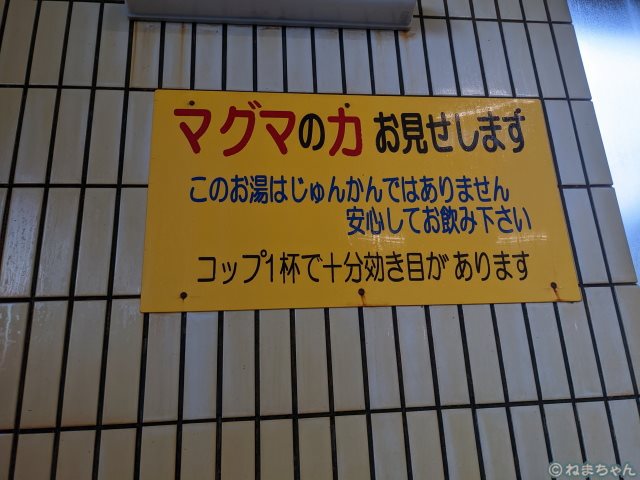 マグマの力 お見せします
このお湯はじゅんかんではありません
安心してお飲み下さい
コップ1杯で十分効き目があります
©ねまちゃん